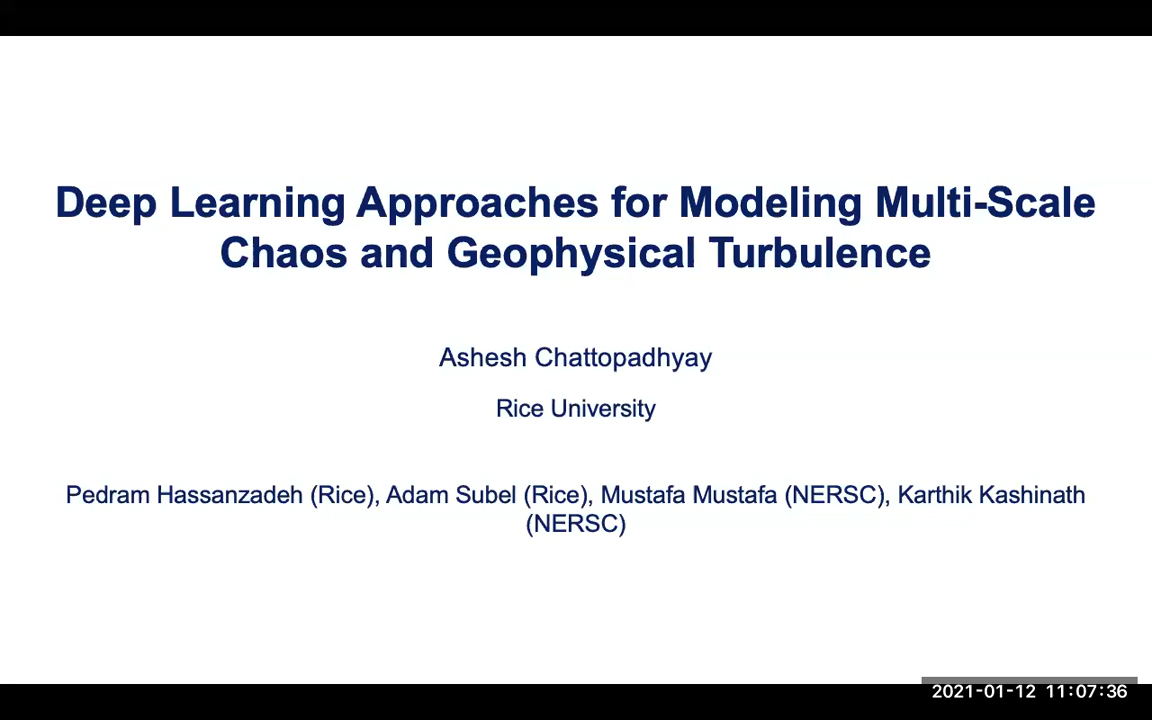 Deep Learning Approaches for Modeling Multi-Scale
Chaos and Geophysical Turbulence
Ashesh Chattopadhyay
Rice University
Pedram Hassanzadeh (Rice), Adam Subel (Rice), Mustafa Mustafa (NERSC), Karthik Kashinath
(NERSC)
2021-01-12 11:07:36